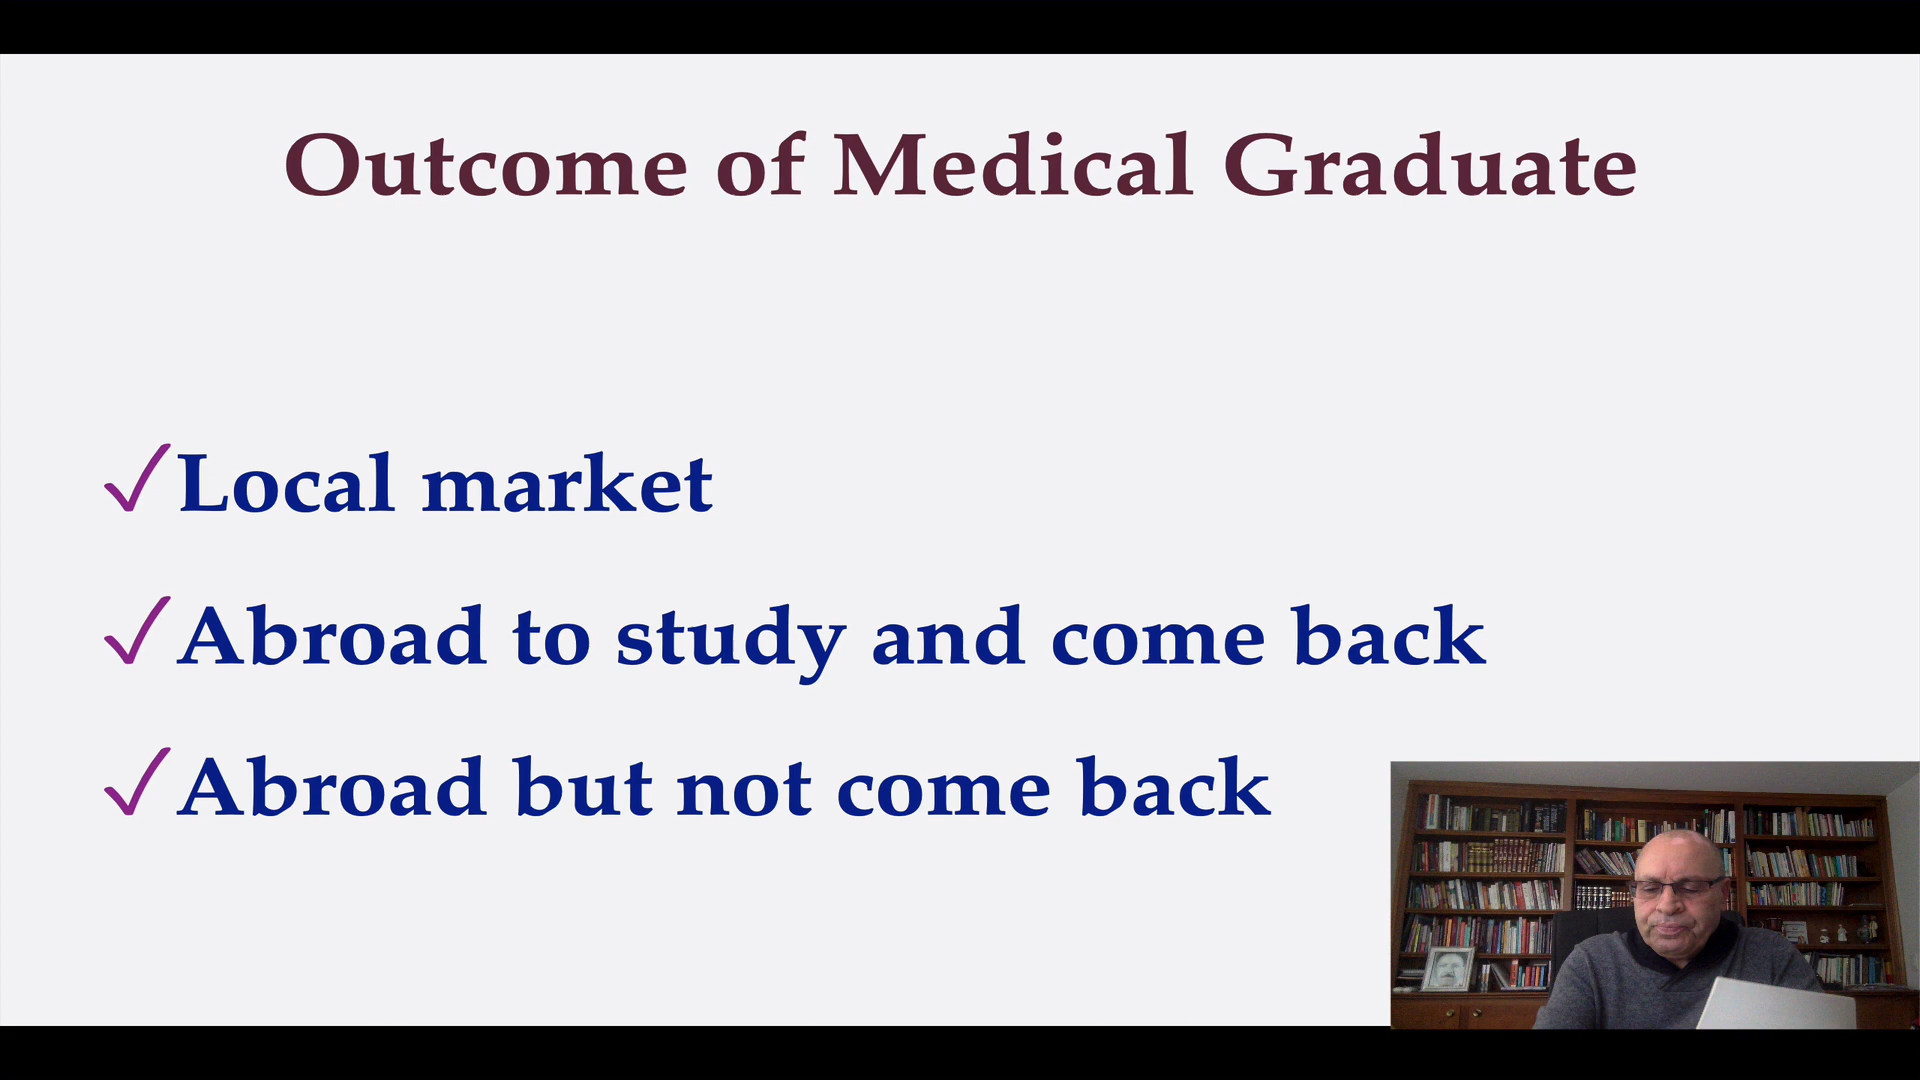 Outcome of Medical Graduate
✓Local market
✓Abroad to study and come back
✓Abroad but not come back